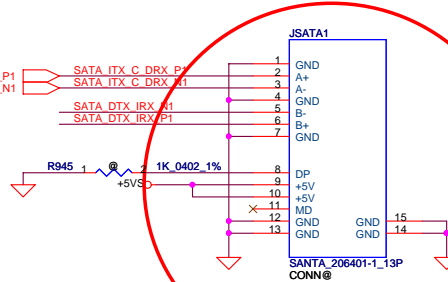 JSATA1
1 GND
P1 SATA_ITX_C_DRX_P1 2 A+
N1 SATA_ITX_C_DRX_N1 3 A-
4 GND
SATA_DTX_IRX_N1 5 B-
SATA_DTX_IRX_P1 6 B+
7 GND
R945 1 @ 2 1K_0402_1% 8 DP
+5VS 9 +5V
10 +5V
11 MD
12 GND GND 15
13 GND GND 14
SANTA_206401-1_13P
CONN@